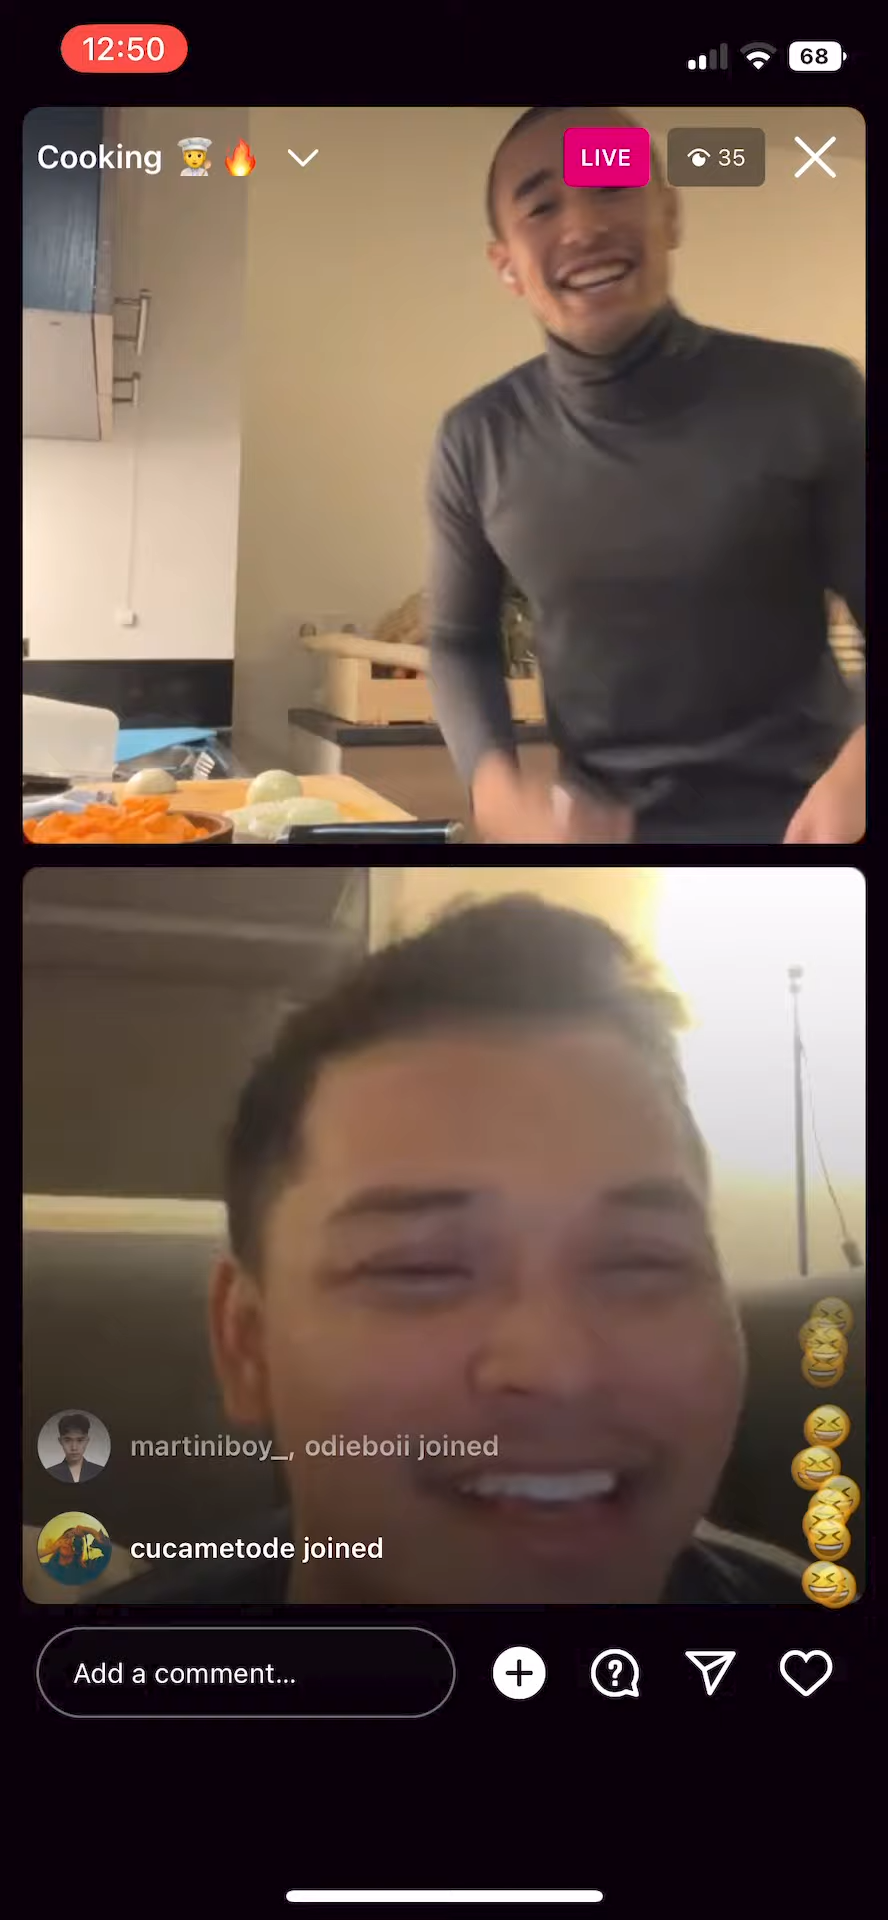 12:50
68
Cooking 👩‍🍳🔥
LIVE
35
martiniboy_, odieboii joined
cucametode joined
Add a comment...